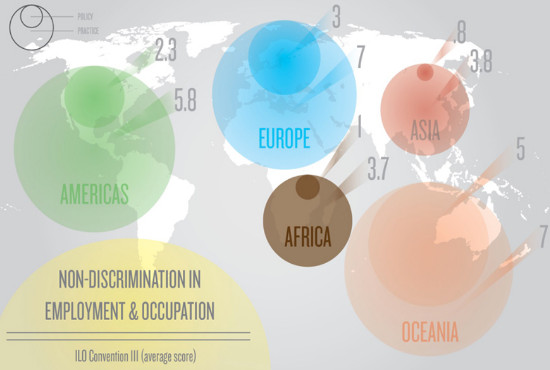 POLICY
PRACTICE
2.3
5.8
AMERICAS
3
7
EUROPE
.8
3.8
ASIA
1
3.7
AFRICA
5
7
OCEANIA
NON-DISCRIMINATION IN
EMPLOYMENT & OCCUPATION
ILO Convention III (average score)